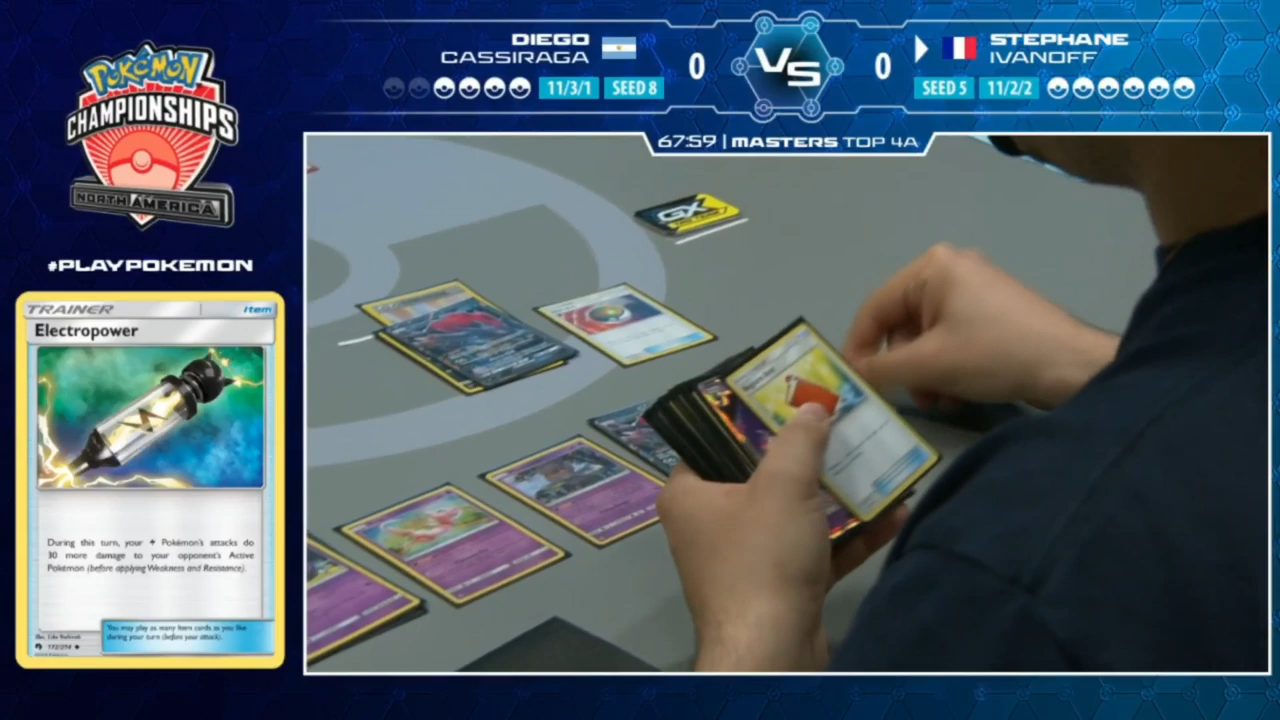 POKÉMON
CHAMPIONSHIPS
NORTH AMERICA
#PLAYPOKEMON
DIEGO
CASSIRAGA
11/3/1
SEED 8
0
VS
0
STEPHANE
IVANOFF
SEED 5
11/2/2
67:59 | MASTERS TOP 4A
GX
TRAINER
Item
Electropower
During this turn, your Pokémon's attacks do
30 more damage to your opponent's Active
Pokémon (before applying Weakness and Resistance).
You may play as many Item cards as you like
during your turn (before your attack).
172/214